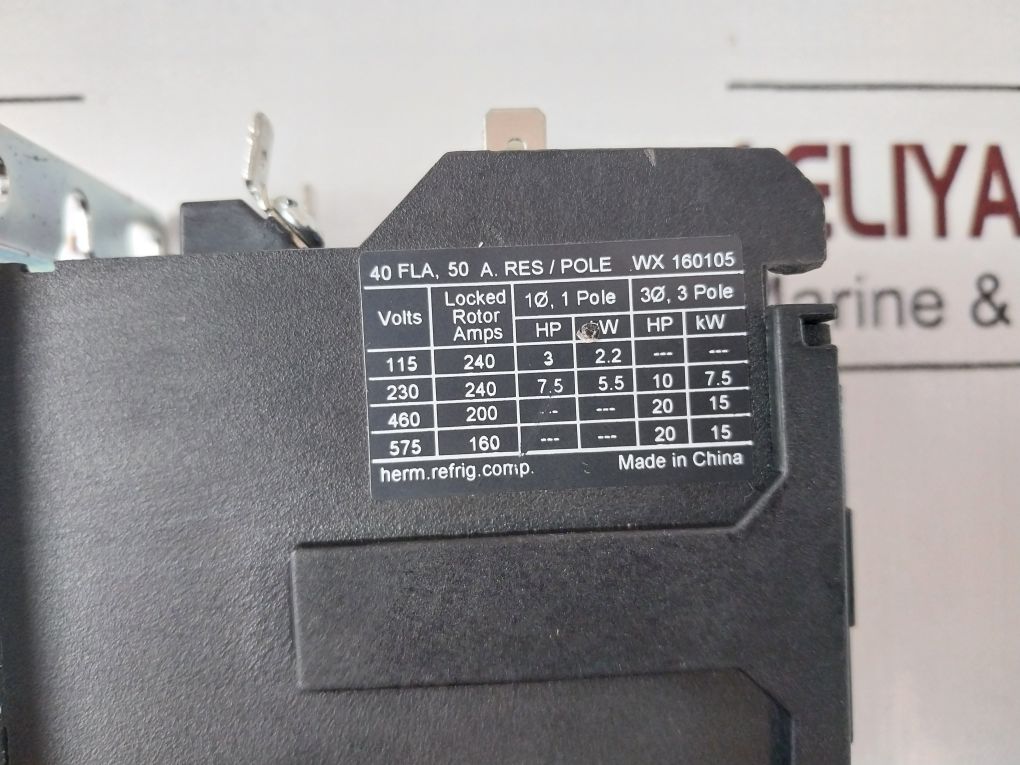 40 FLA, 50 A. RES / POLE WX 160105
Volts Locked Rotor Amps 1Ø, 1 Pole 3Ø, 3 Pole
HP W HP kW
115 240 3 2.2 --- ---
230 240 7.5 5.5 10 7.5
460 200 --- --- 20 15
575 160 --- --- 20 15
herm.refrig.comp. Made in China
ELIYA
arine &